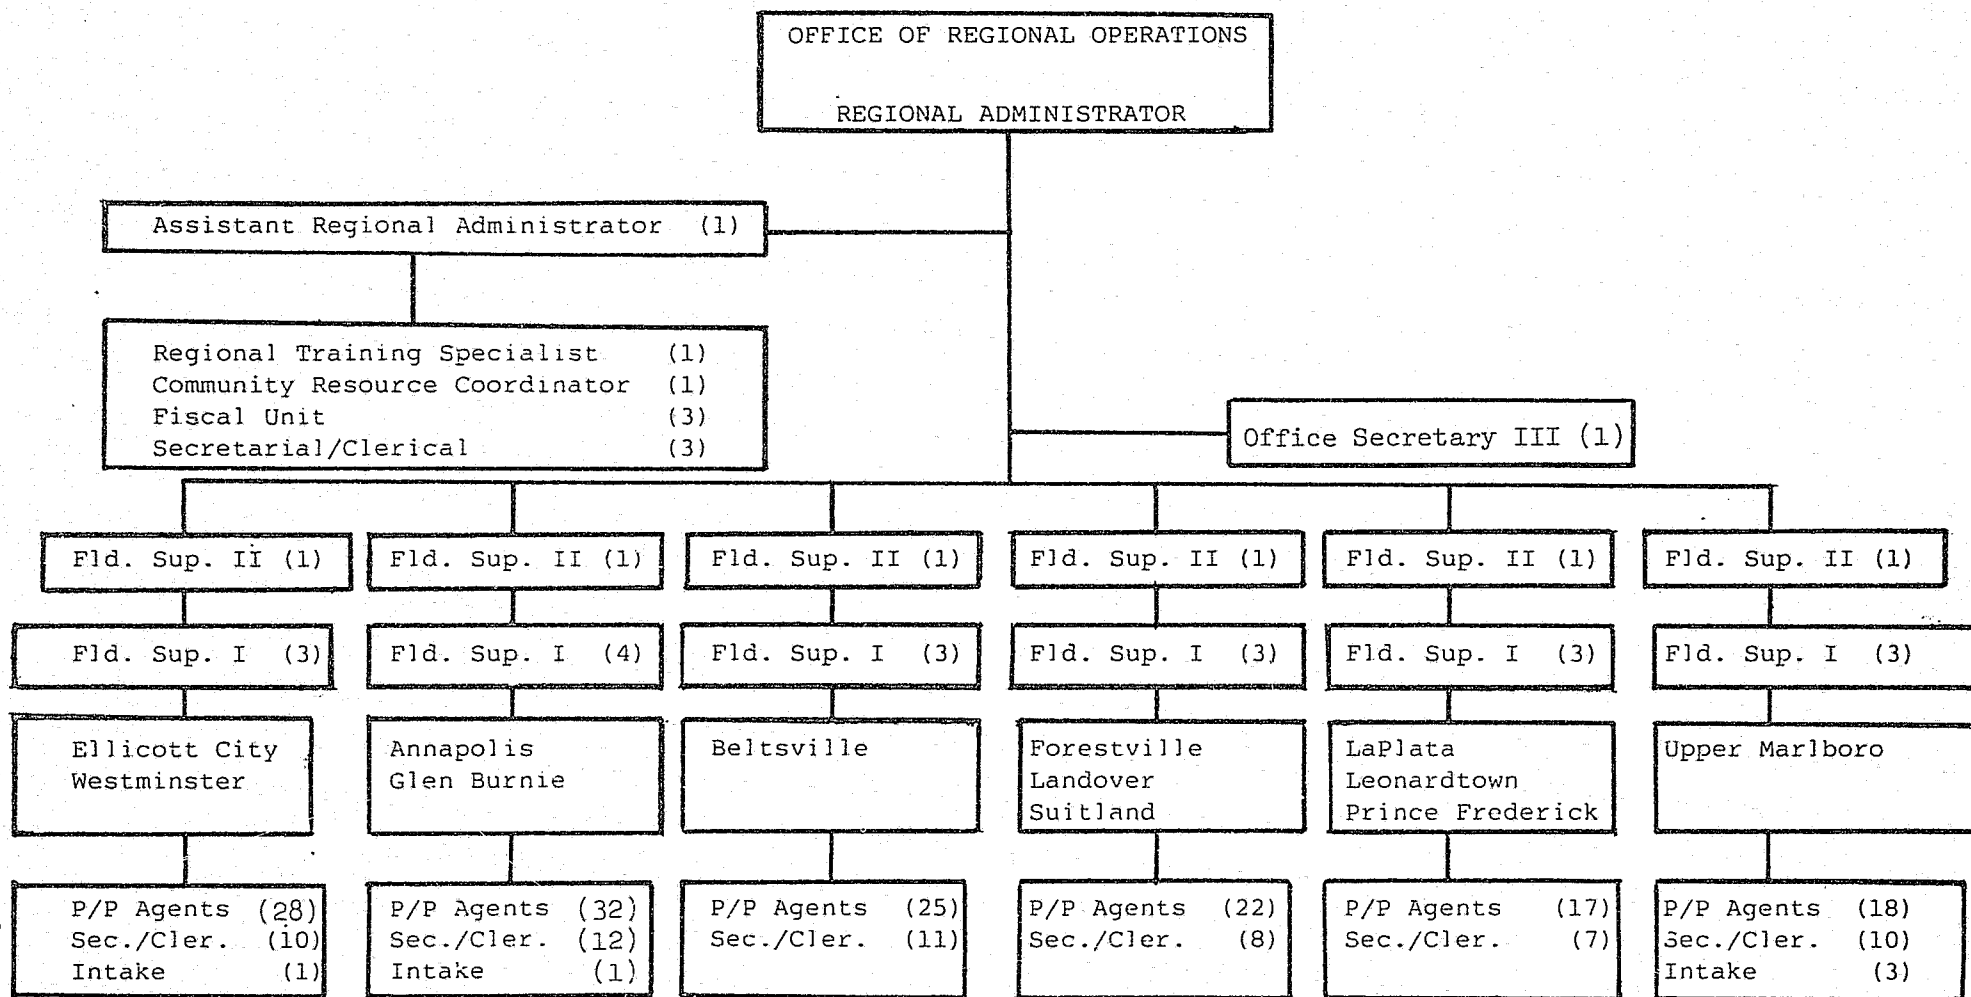 OFFICE OF REGIONAL OPERATIONS
REGIONAL ADMINISTRATOR
Assistant Regional Administrator (1)
Regional Training Specialist (1)
Community Resource Coordinator (1)
Fiscal Unit (3)
Secretarial/Clerical (3)
Office Secretary III (1)
Fld. Sup. II (1)
Fld. Sup. I (3)
Ellicott City
Westminster
P/P Agents (28)
Sec./Cler. (10)
Intake (1)
Fld. Sup. II (1)
Fld. Sup. I (4)
Annapolis
Glen Burnie
P/P Agents (32)
Sec./Cler. (12)
Intake (1)
Fld. Sup. II (1)
Fld. Sup. I (3)
Beltsville
P/P Agents (25)
Sec./Cler. (11)
Fld. Sup. II (1)
Fld. Sup. I (3)
Forestville
Landover
Suitland
P/P Agents (22)
Sec./Cler. (8)
Fld. Sup. II (1)
Fld. Sup. I (3)
LaPlata
Leonardtown
Prince Frederick
P/P Agents (17)
Sec./Cler. (7)
Fld. Sup. II (1)
Fld. Sup. I (3)
Upper Marlboro
P/P Agents (18)
Sec./Cler. (10)
Intake (3)